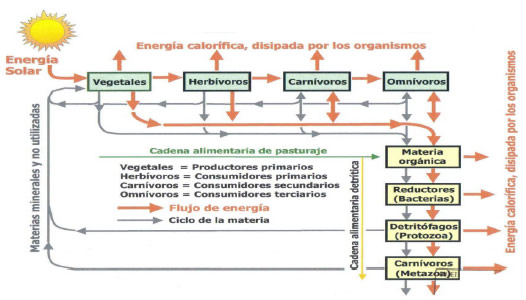 Energía calorífica, disipada por los organismos
Energía
Solar
Vegetales
Herbívoros
Carnívoros
Omnívoros
Materias minerales y no utilizadas
Cadena alimentaria de pasturaje
Vegetales = Productores primarios
Herbívoros = Consumidores primarios
Carnívoros = Consumidores secundarios
Omnívoros = Consumidores terciarios
Flujo de energía
Ciclo de la materia
Cadena alimentaria detrítica
Materia
orgánica
Reductores
(Bacterias)
Detritófagos
(Protozoa)
Carnívoros
(Metazoa)
Energía calorífica, disipada por los organismos